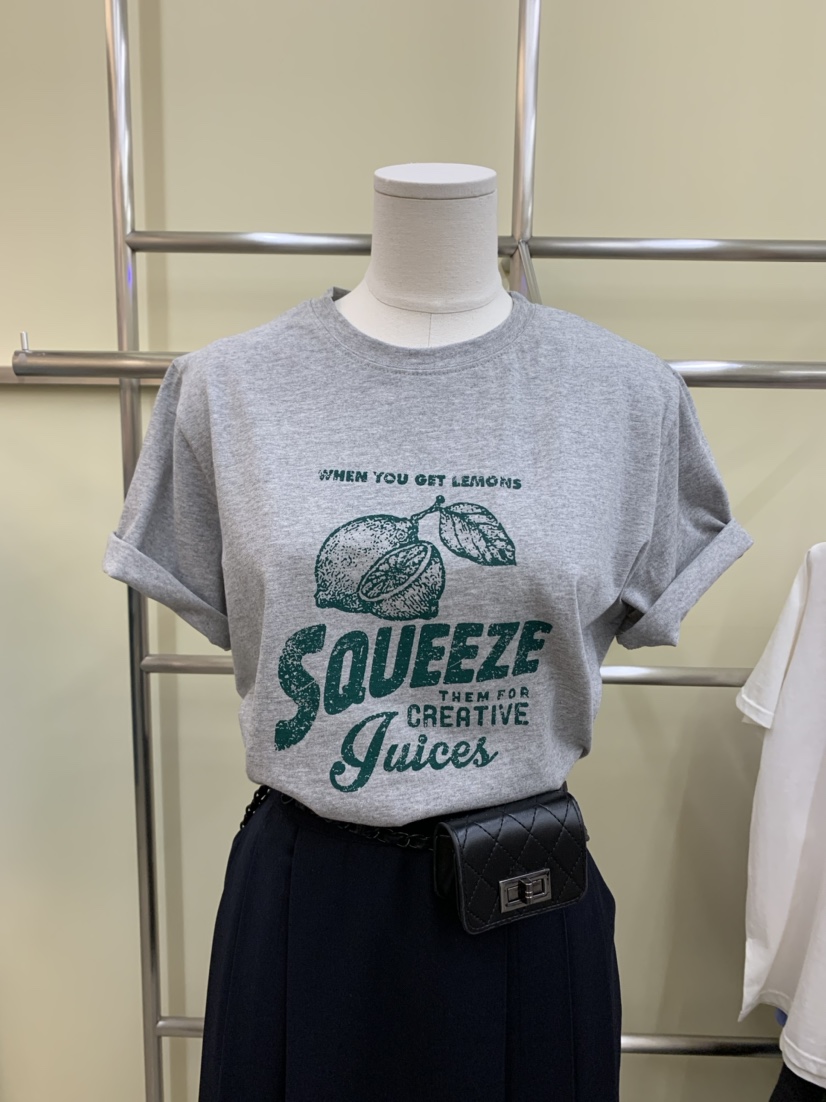 WHEN YOU GET LEMONS
SQUEEZE
THEM FOR
CREATIVE
Juices